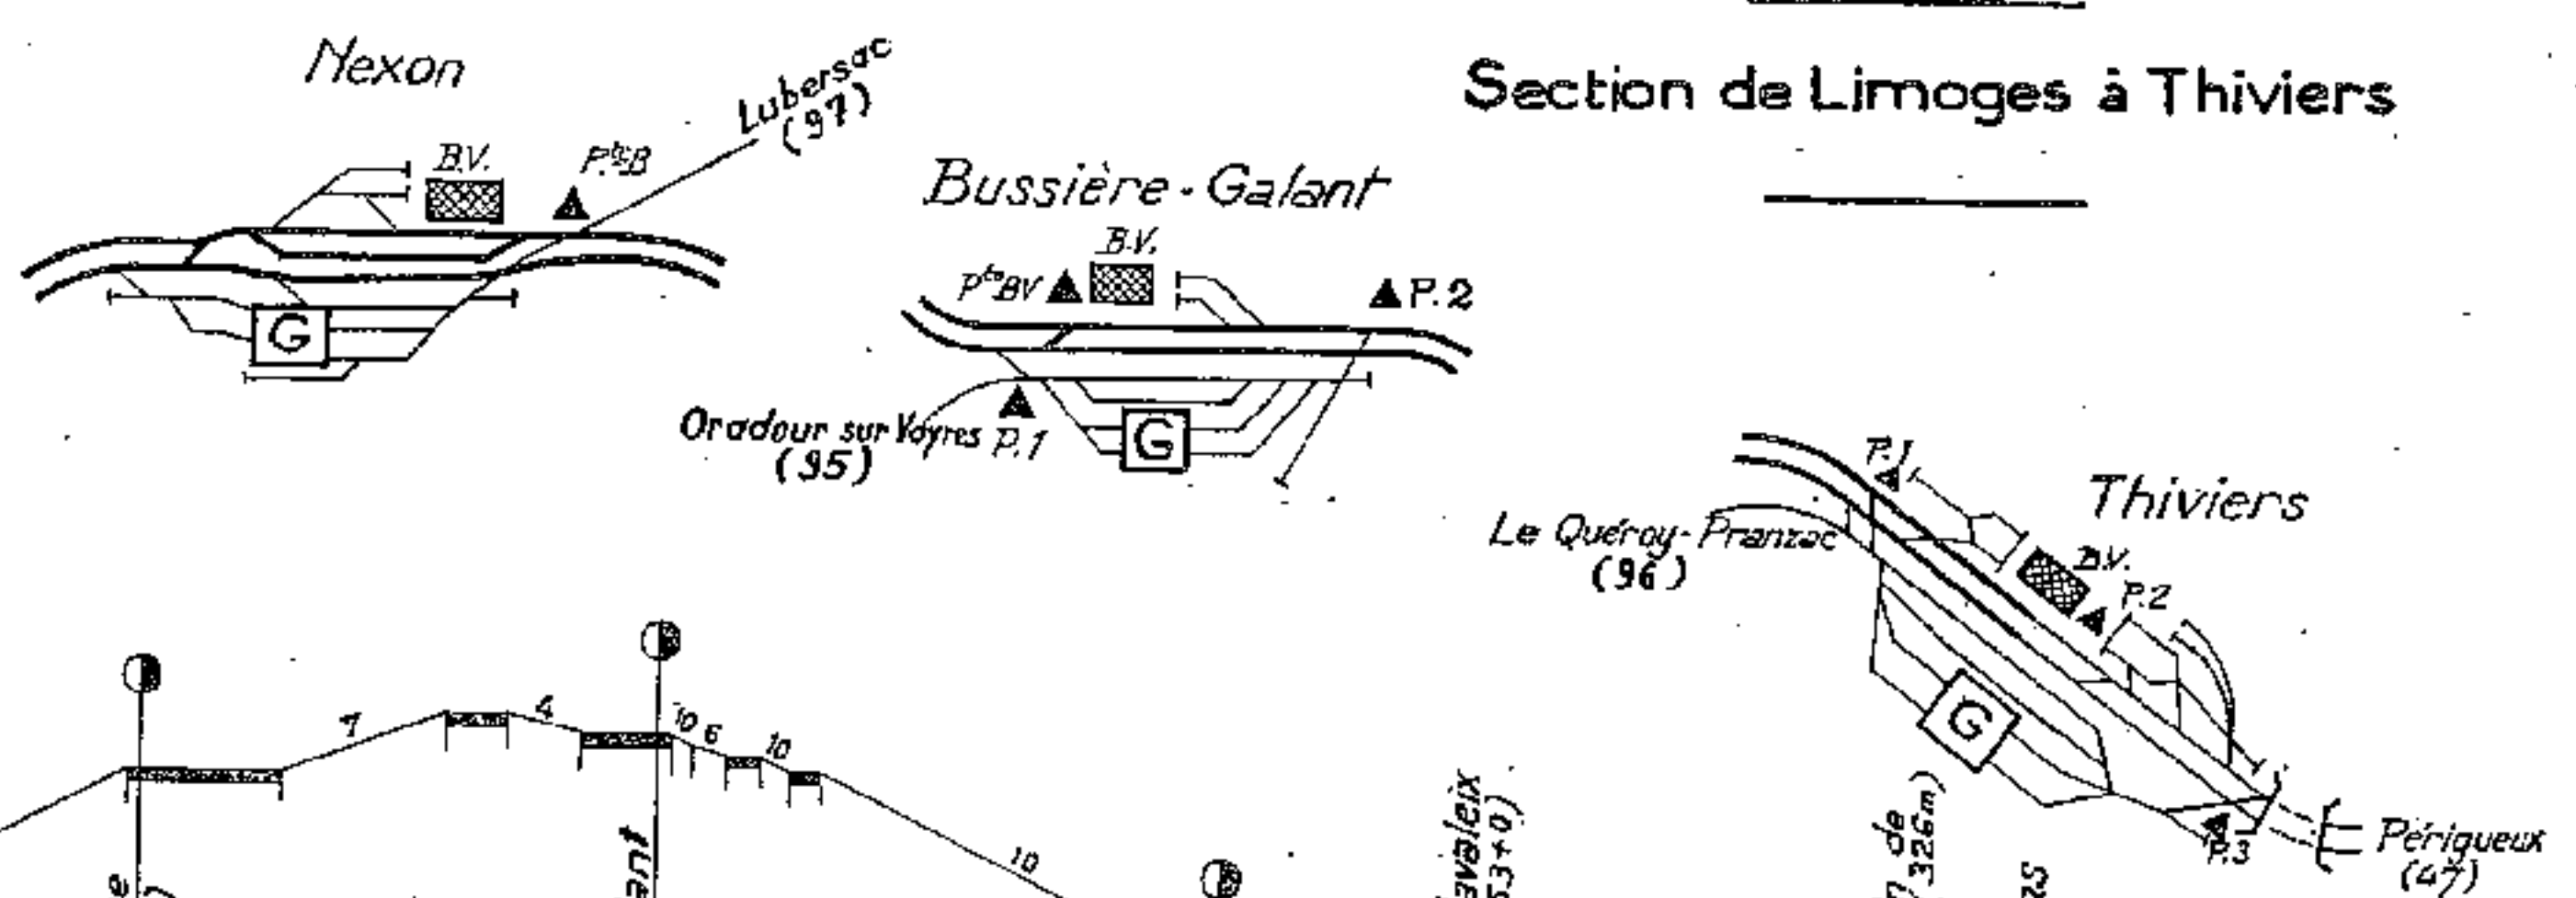 Section de Limoges à Thiviers
Nexon
Lubersac
(97)
B.V.
Pte B
G
Bussière-Galant
B.V.
Pte BV
P.2
Oradour sur Vayres
(95)
P.1
G
Thiviers
P.1
Le Quéroy-Pranzac
(96)
B.V.
P.2
G
P.3
Périgueux
(47)
7
4
10
6
10
10